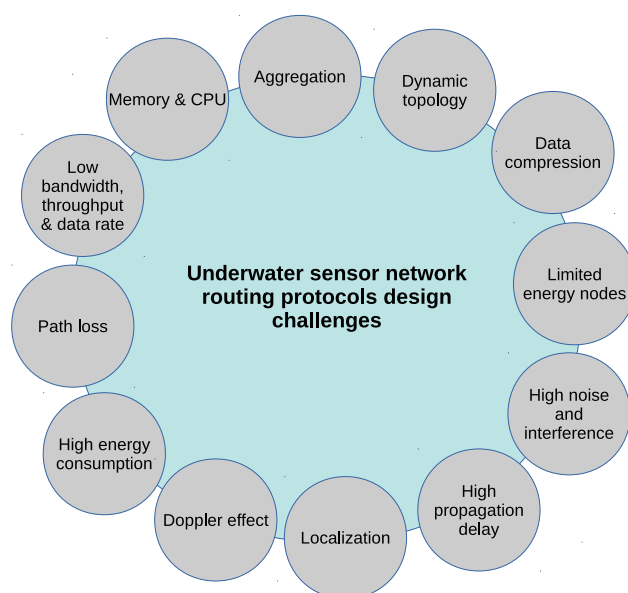 Aggregation
Dynamic
topology
Data
compression
Limited
energy nodes
High noise
and
interference
High
propagation
delay
Localization
Doppler effect
High energy
consumption
Path loss
Low
bandwidth,
throughput
& data rate
Memory & CPU
Underwater sensor network
routing protocols design
challenges